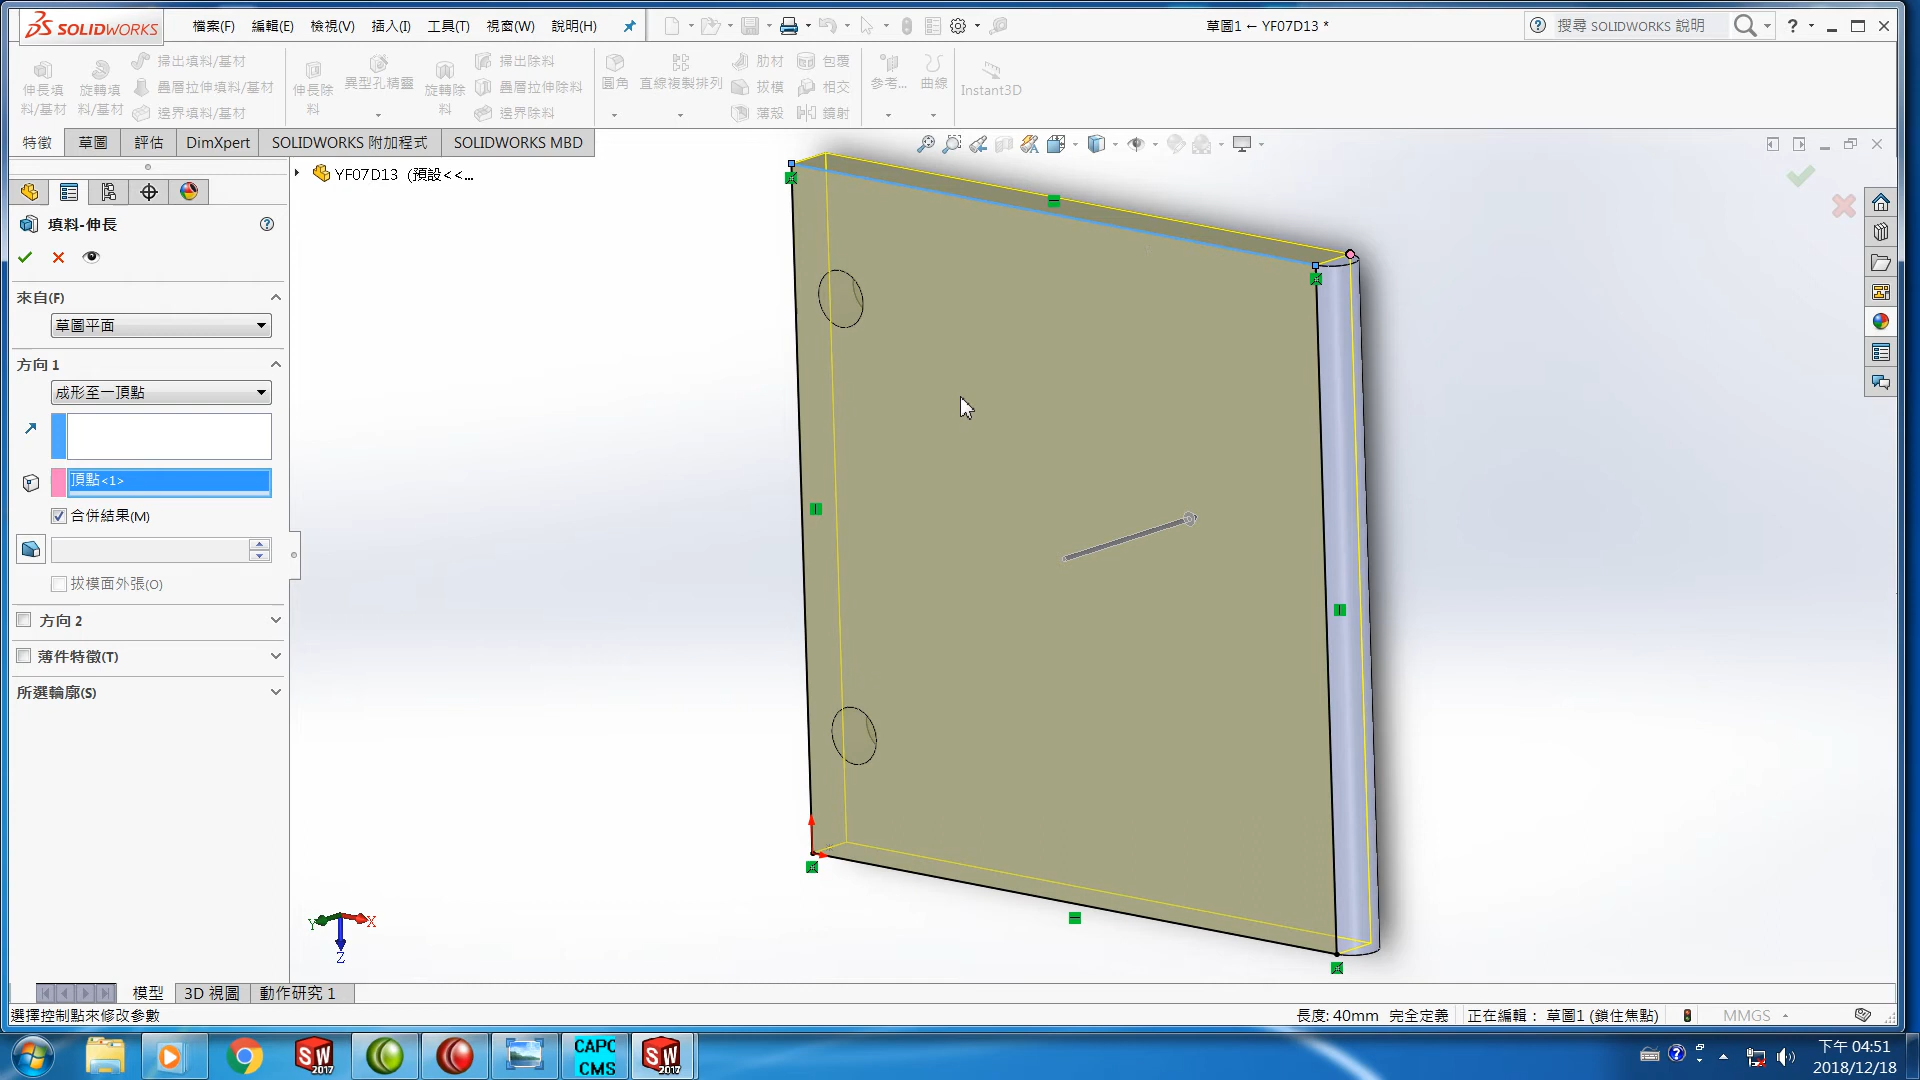 SOLIDWORKS
檔案(F) 編輯(E) 檢視(V) 插入(I) 工具(T) 視窗(W) 說明(H)
草圖1 ← YF07D13 *
搜尋 SOLIDWORKS 說明
伸長填料/基材
旋轉填料/基材
掃出填料/基材
疊層拉伸填料/基材
邊界填料/基材
伸長除料
異型孔精靈
旋轉除料
掃出除料
疊層拉伸除料
邊界除料
圓角
直線複製排列
肋材
拔模
薄殼
包覆
相交
鏡射
參考...
曲線
Instant3D
特徵 草圖 評估 DimXpert SOLIDWORKS 附加程式 SOLIDWORKS MBD
YF07D13 (預設<<...
填料-伸長
來自(F)
草圖平面
方向 1
成形至一頂點
頂點<1>
合併結果(M)
拔模面外張(O)
方向 2
薄件特徵(T)
所選輪廓(S)
Y X
Z
模型 3D 視圖 動作研究 1
選擇控制點來修改參數
長度: 40mm 完全定義 正在編輯： 草圖1 (鎖住焦點) MMGS
SW 2017
CAPC CMS
SW 2017
下午 04:51
2018/12/18